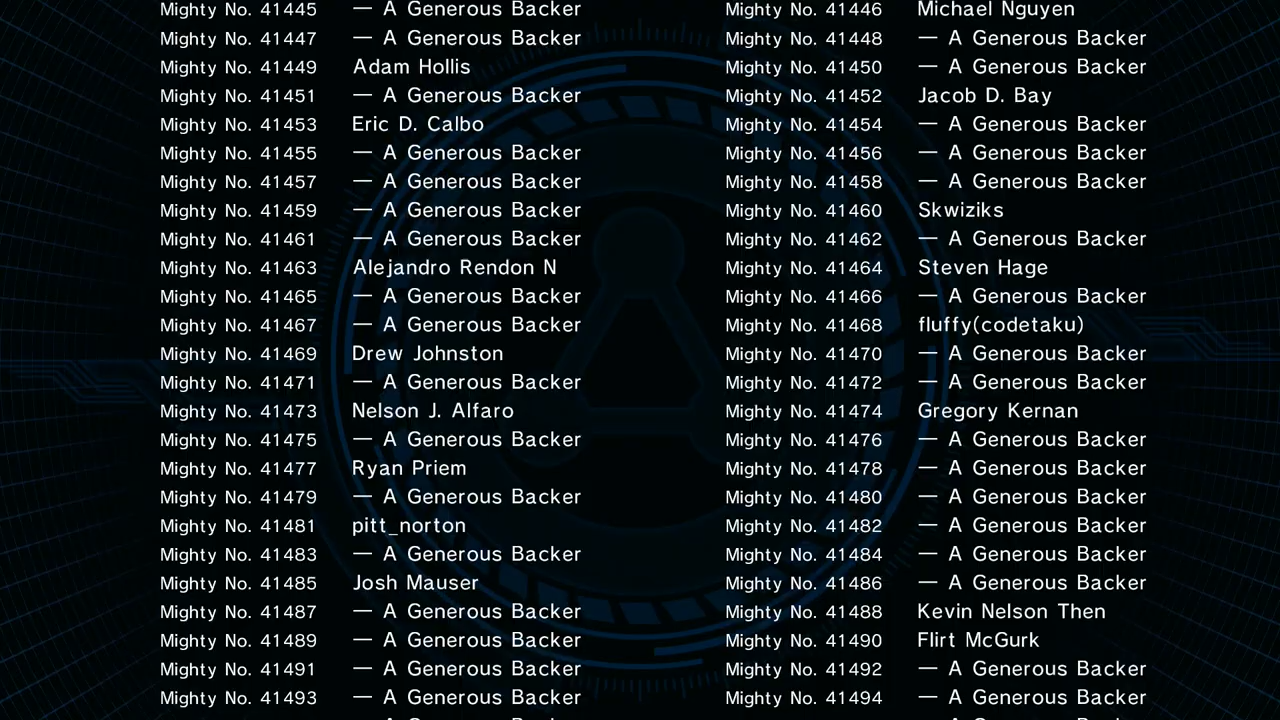 Mighty No. 41445 — A Generous Backer Mighty No. 41446 Michael Nguyen
Mighty No. 41447 — A Generous Backer Mighty No. 41448 — A Generous Backer
Mighty No. 41449 Adam Hollis Mighty No. 41450 — A Generous Backer
Mighty No. 41451 — A Generous Backer Mighty No. 41452 Jacob D. Bay
Mighty No. 41453 Eric D. Calbo Mighty No. 41454 — A Generous Backer
Mighty No. 41455 — A Generous Backer Mighty No. 41456 — A Generous Backer
Mighty No. 41457 — A Generous Backer Mighty No. 41458 — A Generous Backer
Mighty No. 41459 — A Generous Backer Mighty No. 41460 Skwiziks
Mighty No. 41461 — A Generous Backer Mighty No. 41462 — A Generous Backer
Mighty No. 41463 Alejandro Rendon N Mighty No. 41464 Steven Hage
Mighty No. 41465 — A Generous Backer Mighty No. 41466 — A Generous Backer
Mighty No. 41467 — A Generous Backer Mighty No. 41468 fluffy(codetaku)
Mighty No. 41469 Drew Johnston Mighty No. 41470 — A Generous Backer
Mighty No. 41471 — A Generous Backer Mighty No. 41472 — A Generous Backer
Mighty No. 41473 Nelson J. Alfaro Mighty No. 41474 Gregory Kernan
Mighty No. 41475 — A Generous Backer Mighty No. 41476 — A Generous Backer
Mighty No. 41477 Ryan Priem Mighty No. 41478 — A Generous Backer
Mighty No. 41479 — A Generous Backer Mighty No. 41480 — A Generous Backer
Mighty No. 41481 pitt_norton Mighty No. 41482 — A Generous Backer
Mighty No. 41483 — A Generous Backer Mighty No. 41484 — A Generous Backer
Mighty No. 41485 Josh Mauser Mighty No. 41486 — A Generous Backer
Mighty No. 41487 — A Generous Backer Mighty No. 41488 Kevin Nelson Then
Mighty No. 41489 — A Generous Backer Mighty No. 41490 Flirt McGurk
Mighty No. 41491 — A Generous Backer Mighty No. 41492 — A Generous Backer
Mighty No. 41493 — A Generous Backer Mighty No. 41494 — A Generous Backer